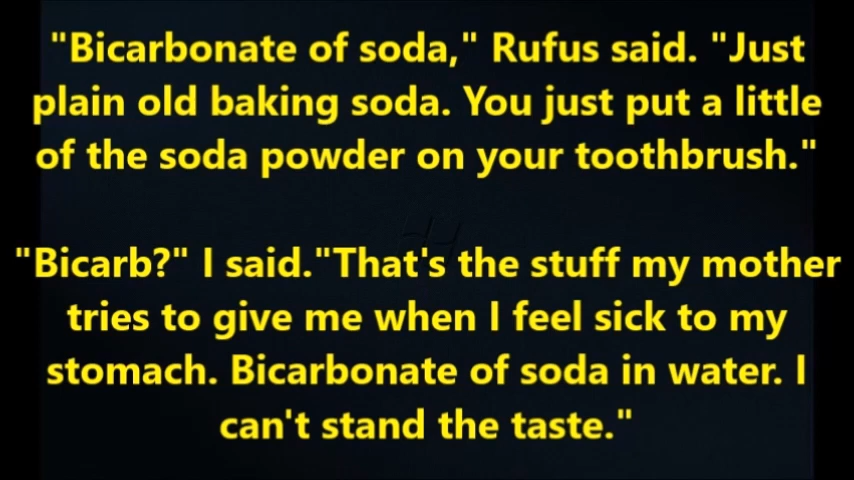 "Bicarbonate of soda," Rufus said. "Just
plain old baking soda. You just put a little
of the soda powder on your toothbrush."
"Bicarb?" I said."That's the stuff my mother
tries to give me when I feel sick to my
stomach. Bicarbonate of soda in water. I
can't stand the taste."